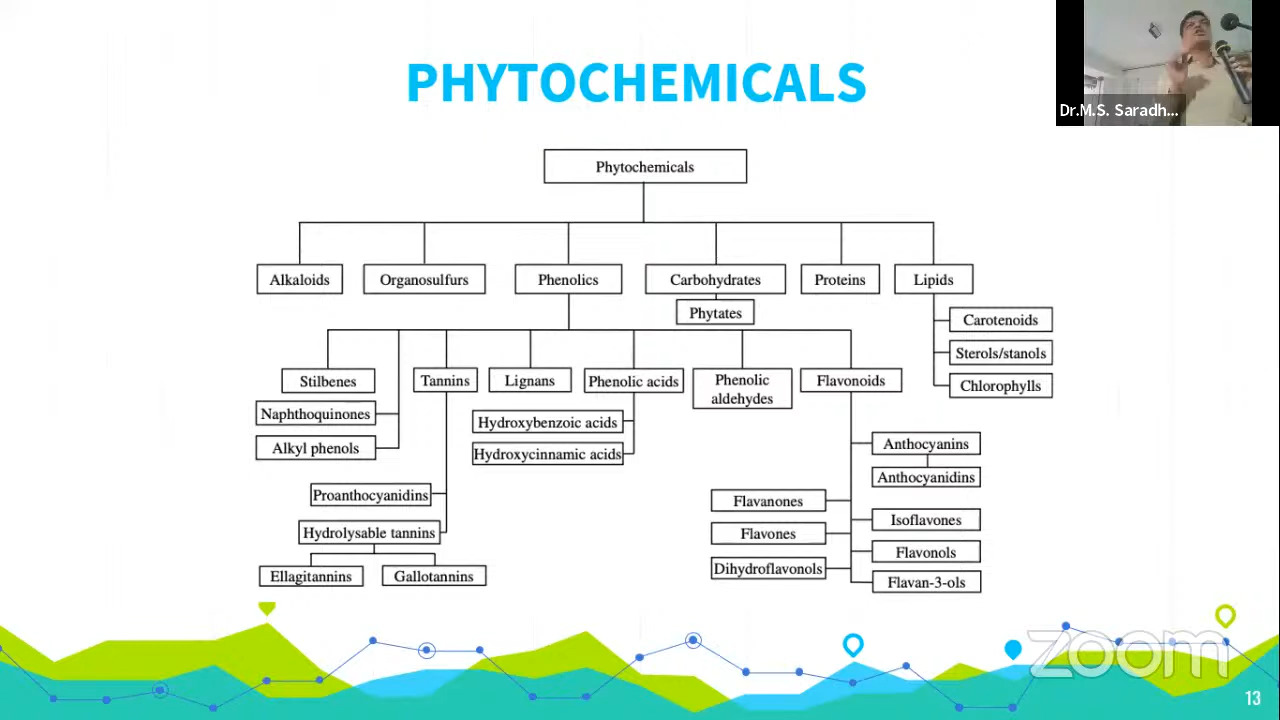 PHYTOCHEMICALS
Dr.M.S. Saradh...
Phytochemicals
Alkaloids
Organosulfurs
Phenolics
Carbohydrates
Proteins
Lipids
Phytates
Carotenoids
Sterols/stanols
Chlorophylls
Stilbenes
Tannins
Lignans
Phenolic acids
Phenolic
aldehydes
Flavonoids
Naphthoquinones
Alkyl phenols
Hydroxybenzoic acids
Hydroxycinnamic acids
Proanthocyanidins
Hydrolysable tannins
Ellagitannins
Gallotannins
Anthocyanins
Anthocyanidins
Flavanones
Isoflavones
Flavones
Flavonols
Dihydroflavonols
Flavan-3-ols
zoom
13